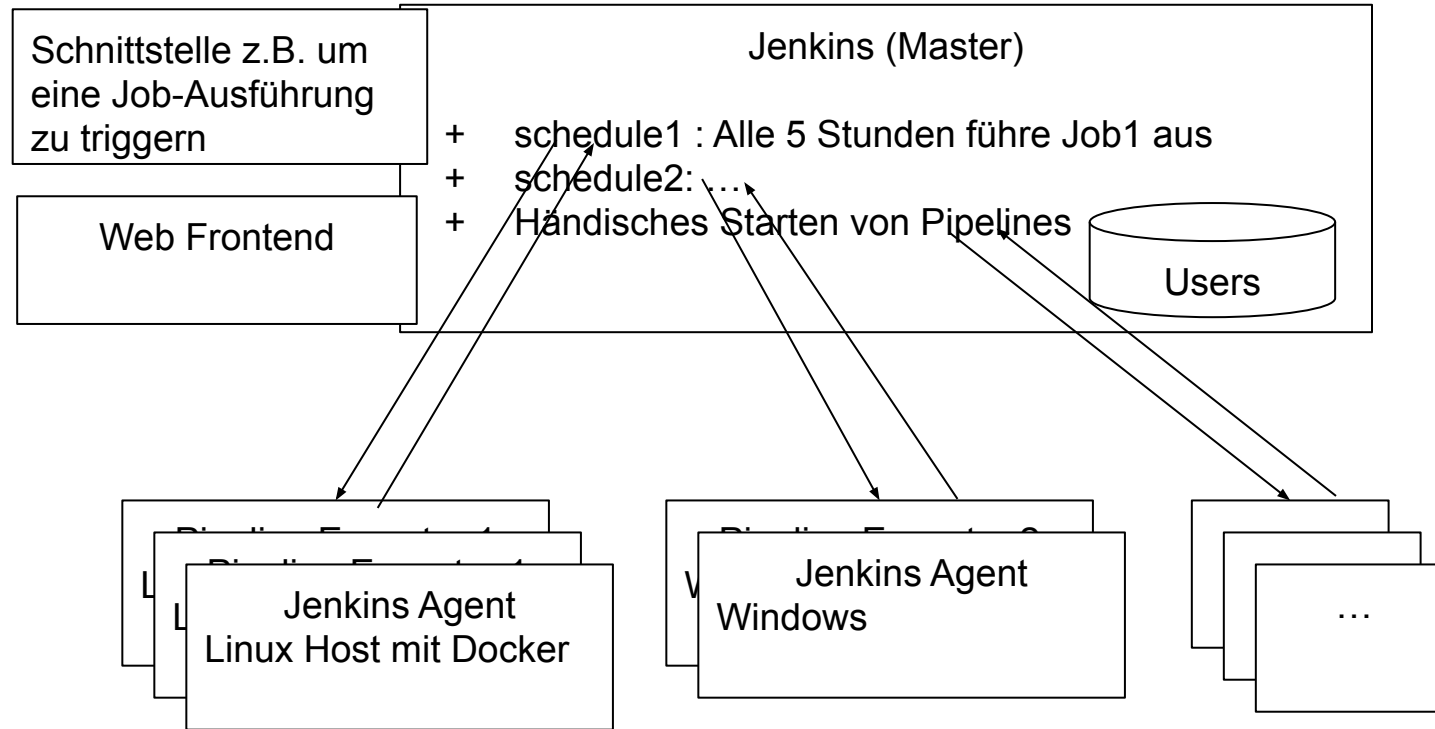 Schnittstelle z.B. um
eine Job-Ausführung
zu triggern
Web Frontend
Jenkins (Master)
+ schedule1 : Alle 5 Stunden führe Job1 aus
+ schedule2: …
+ Händisches Starten von Pipelines
Users
Jenkins Agent
Linux Host mit Docker
Jenkins Agent
Windows
…